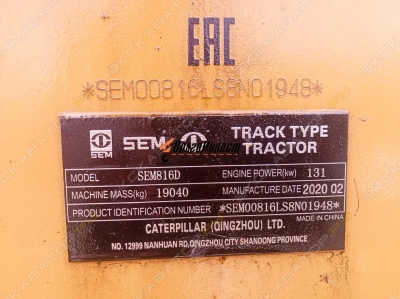 EAC
*SEM00816LS8N01948*
SEM
SEM
TRACK TYPE
TRACTOR
MODEL SEM816D ENGINE POWER(kw) 131
MACHINE MASS(kg) 19040 MANUFACTURE DATE 2020 02
PRODUCT IDENTIFICATION NUMBER *SEM00816LS8N01948*
MADE IN CHINA
CATERPILLAR (QINGZHOU) LTD.
NO. 12999 NANHUAN RD.QINGZHOU CITY SHANDONG PROVINCE